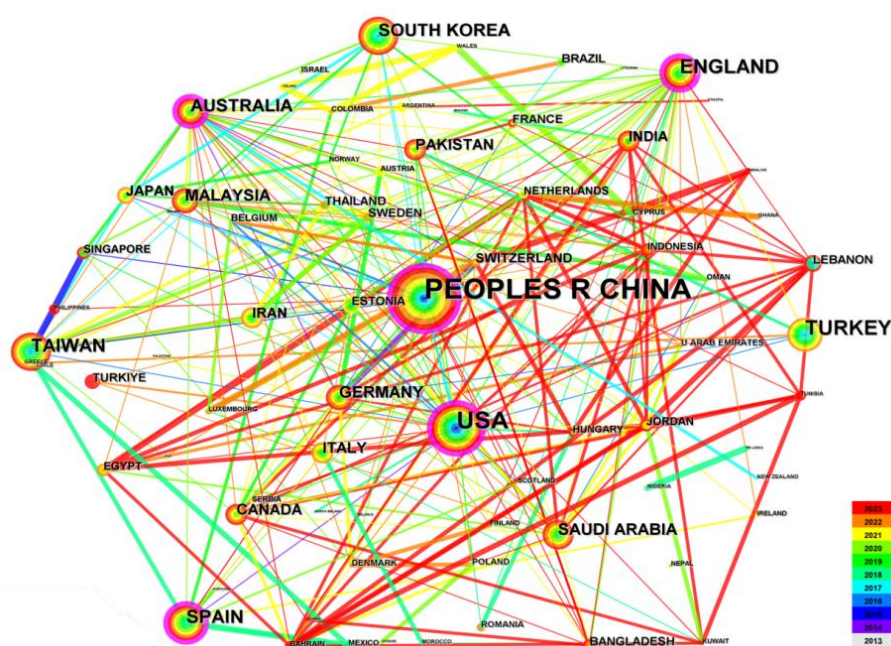 SOUTH KOREA
WALES
BRAZIL
ISRAEL
ENGLAND
AUSTRALIA
COLOMBIA
ARGENTINA
FRANCE
INDIA
PAKISTAN
NORWAY
AUSTRIA
JAPAN
MALAYSIA
THAILAND
NETHERLANDS
BELGIUM
SWEDEN
CYPRUS
GHANA
SINGAPORE
SWITZERLAND
INDONESIA
LEBANON
OMAN
PEOPLES R CHINA
ESTONIA
PHILIPPINES
IRAN
TURKEY
TAIWAN
U ARAB EMIRATES
GREECE
CHILE
TURKIYE
GERMANY
TUNISIA
LUXEMBOURG
USA
JORDAN
HUNGARY
ITALY
EGYPT
SCOTLAND
NEW ZEALAND
NIGERIA
SERBIA
CANADA
IRELAND
FINLAND
SAUDI ARABIA
DENMARK
POLAND
NEPAL
SPAIN
ROMANIA
BAHRAIN
MEXICO
MOROCCO
BANGLADESH
KUWAIT
2023
2022
2021
2020
2019
2018
2017
2016
2015
2014
2013